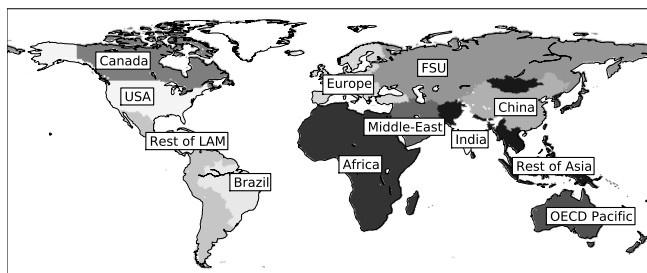 Canada
FSU
Europe
USA
China
Middle-East
Rest of LAM
India
Africa
Rest of Asia
Brazil
OECD Pacific